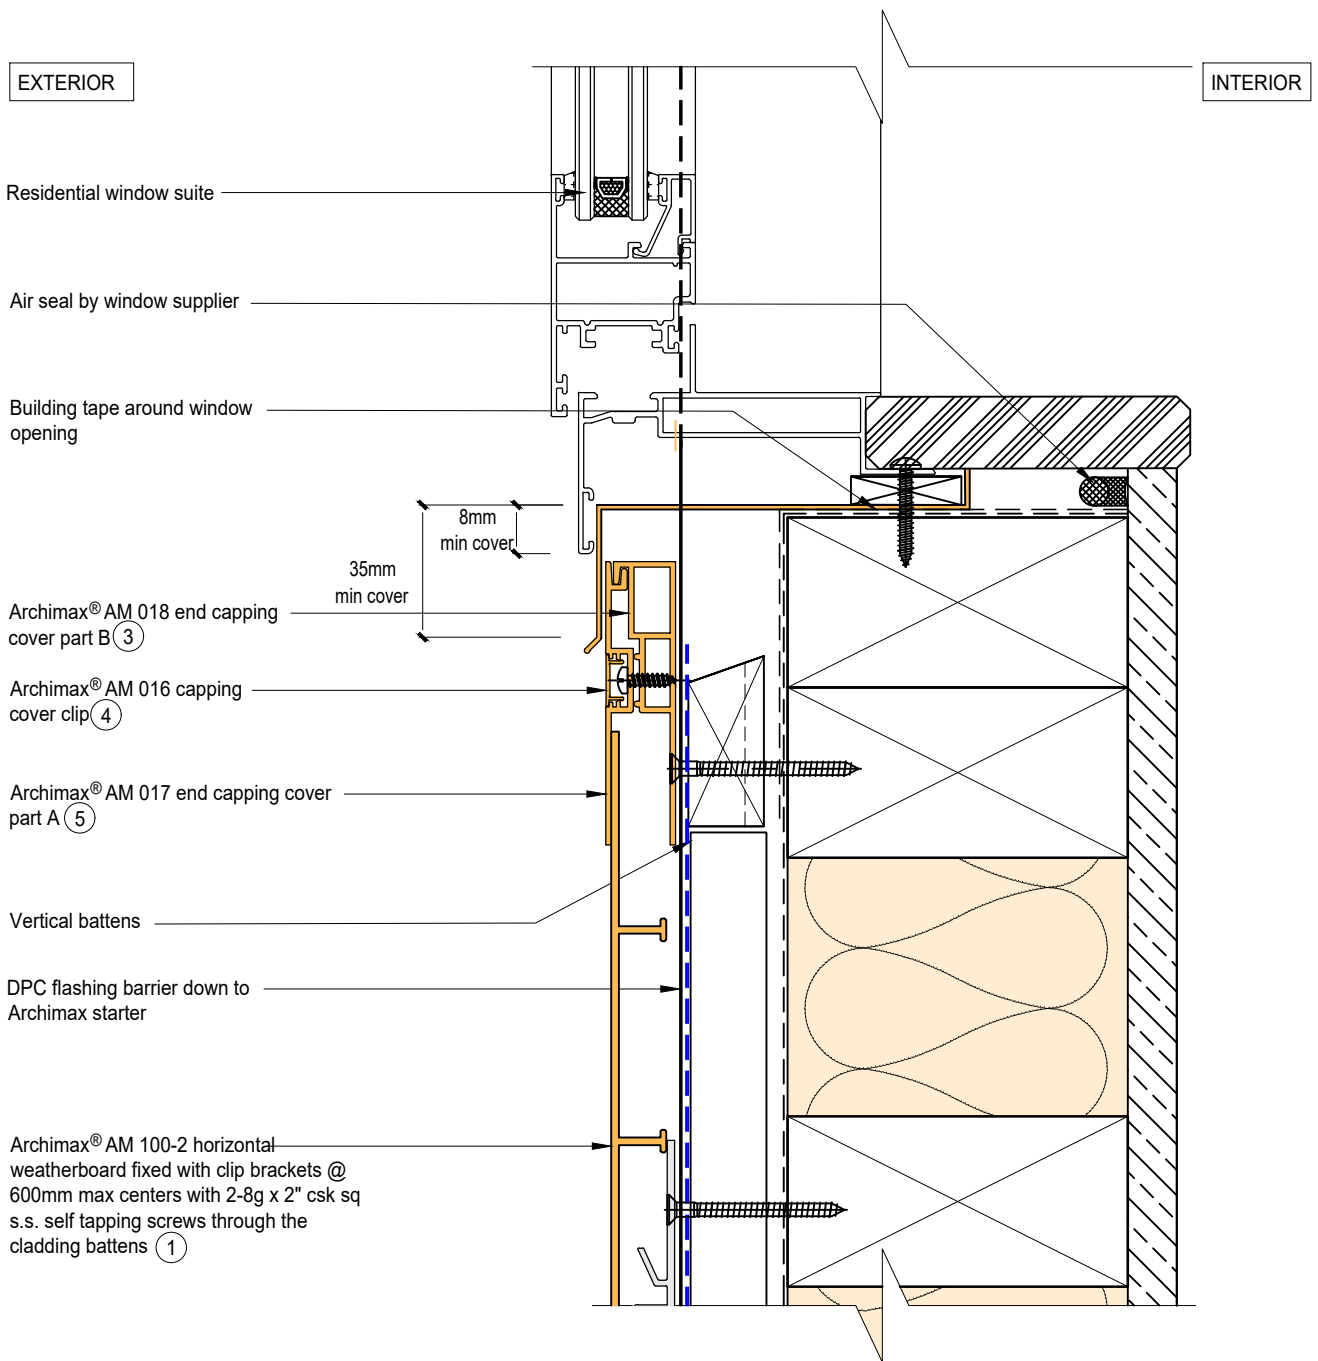 EXTERIOR
INTERIOR
Residential window suite
Air seal by window supplier
Building tape around window
opening
8mm
min cover
35mm
min cover
Archimax® AM 018 end capping
cover part B 3
Archimax® AM 016 capping
cover clip 4
Archimax® AM 017 end capping cover
part A 5
Vertical battens
DPC flashing barrier down to
Archimax starter
Archimax® AM 100-2 horizontal
weatherboard fixed with clip brackets @
600mm max centers with 2-8g x 2" csk sq
s.s. self tapping screws through the
cladding battens 1